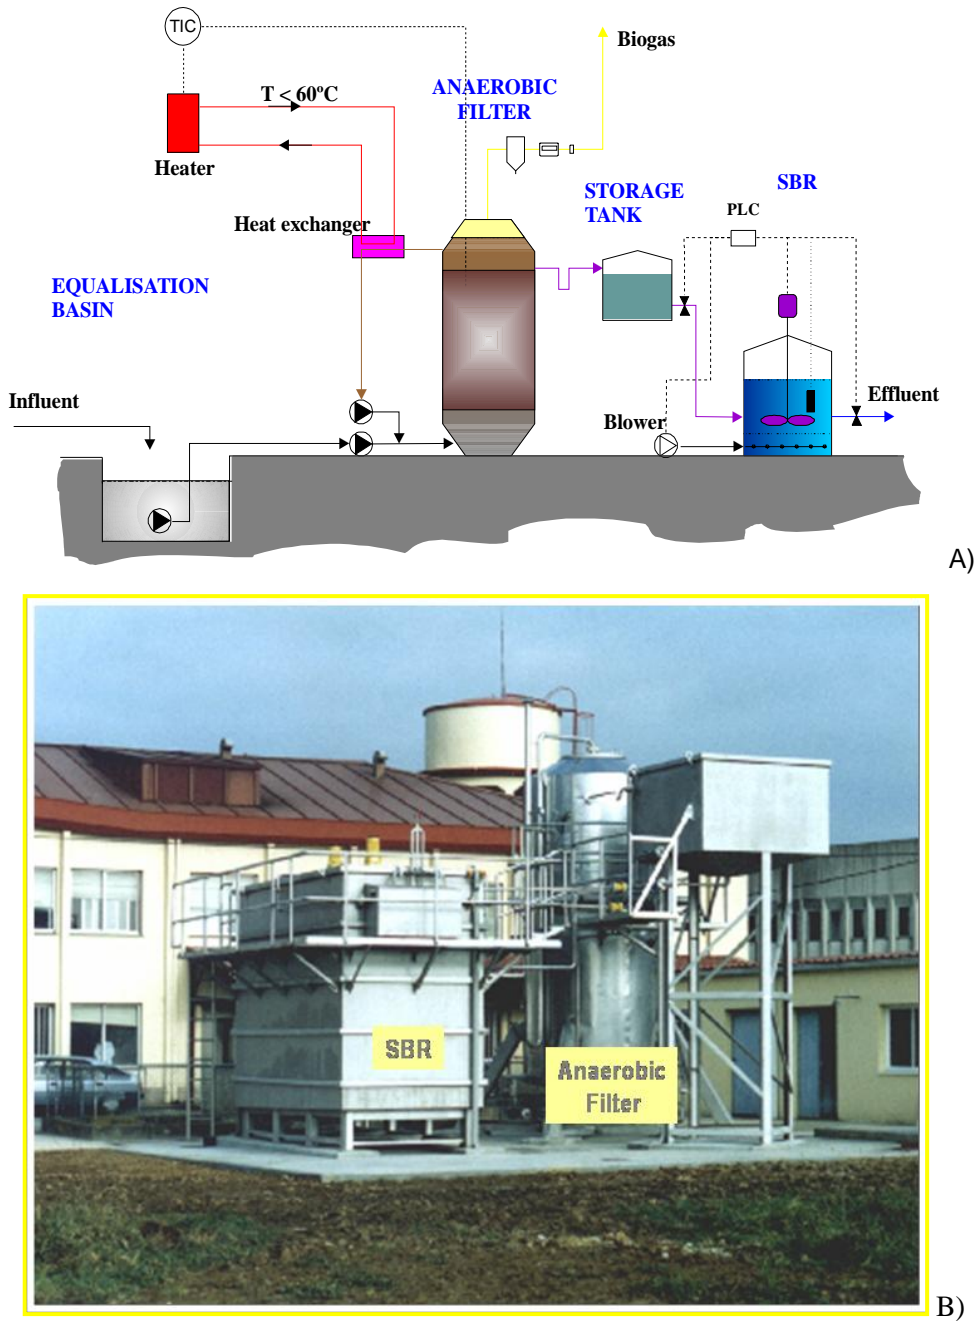 TIC
Biogas
T < 60ºC
ANAEROBIC
FILTER
Heater
STORAGE
TANK
SBR
PLC
Heat exchanger
EQUALISATION
BASIN
Influent
Effluent
Blower
A)
SBR
Anaerobic
Filter
B)